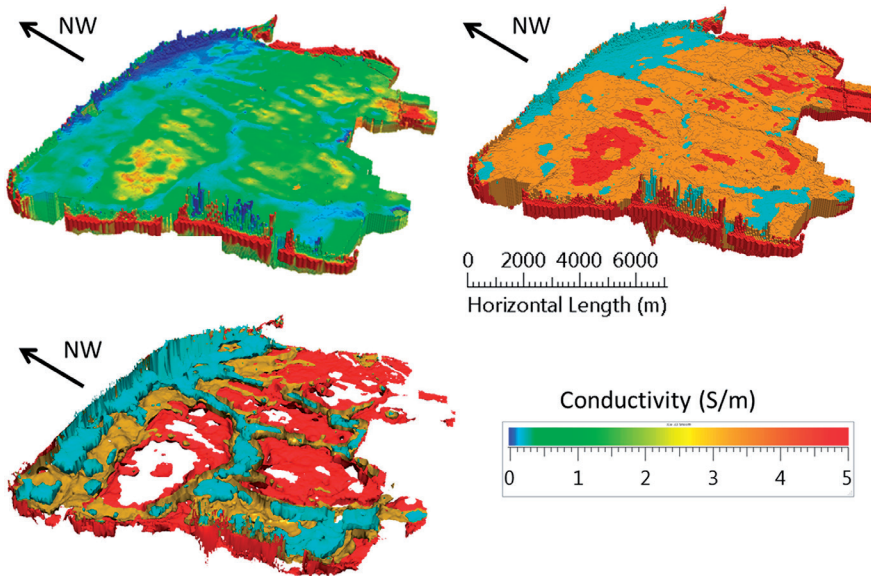 NW
NW
0 2000 4000 6000
Horizontal Length (m)
NW
Conductivity (S/m)
0 1 2 3 4 5